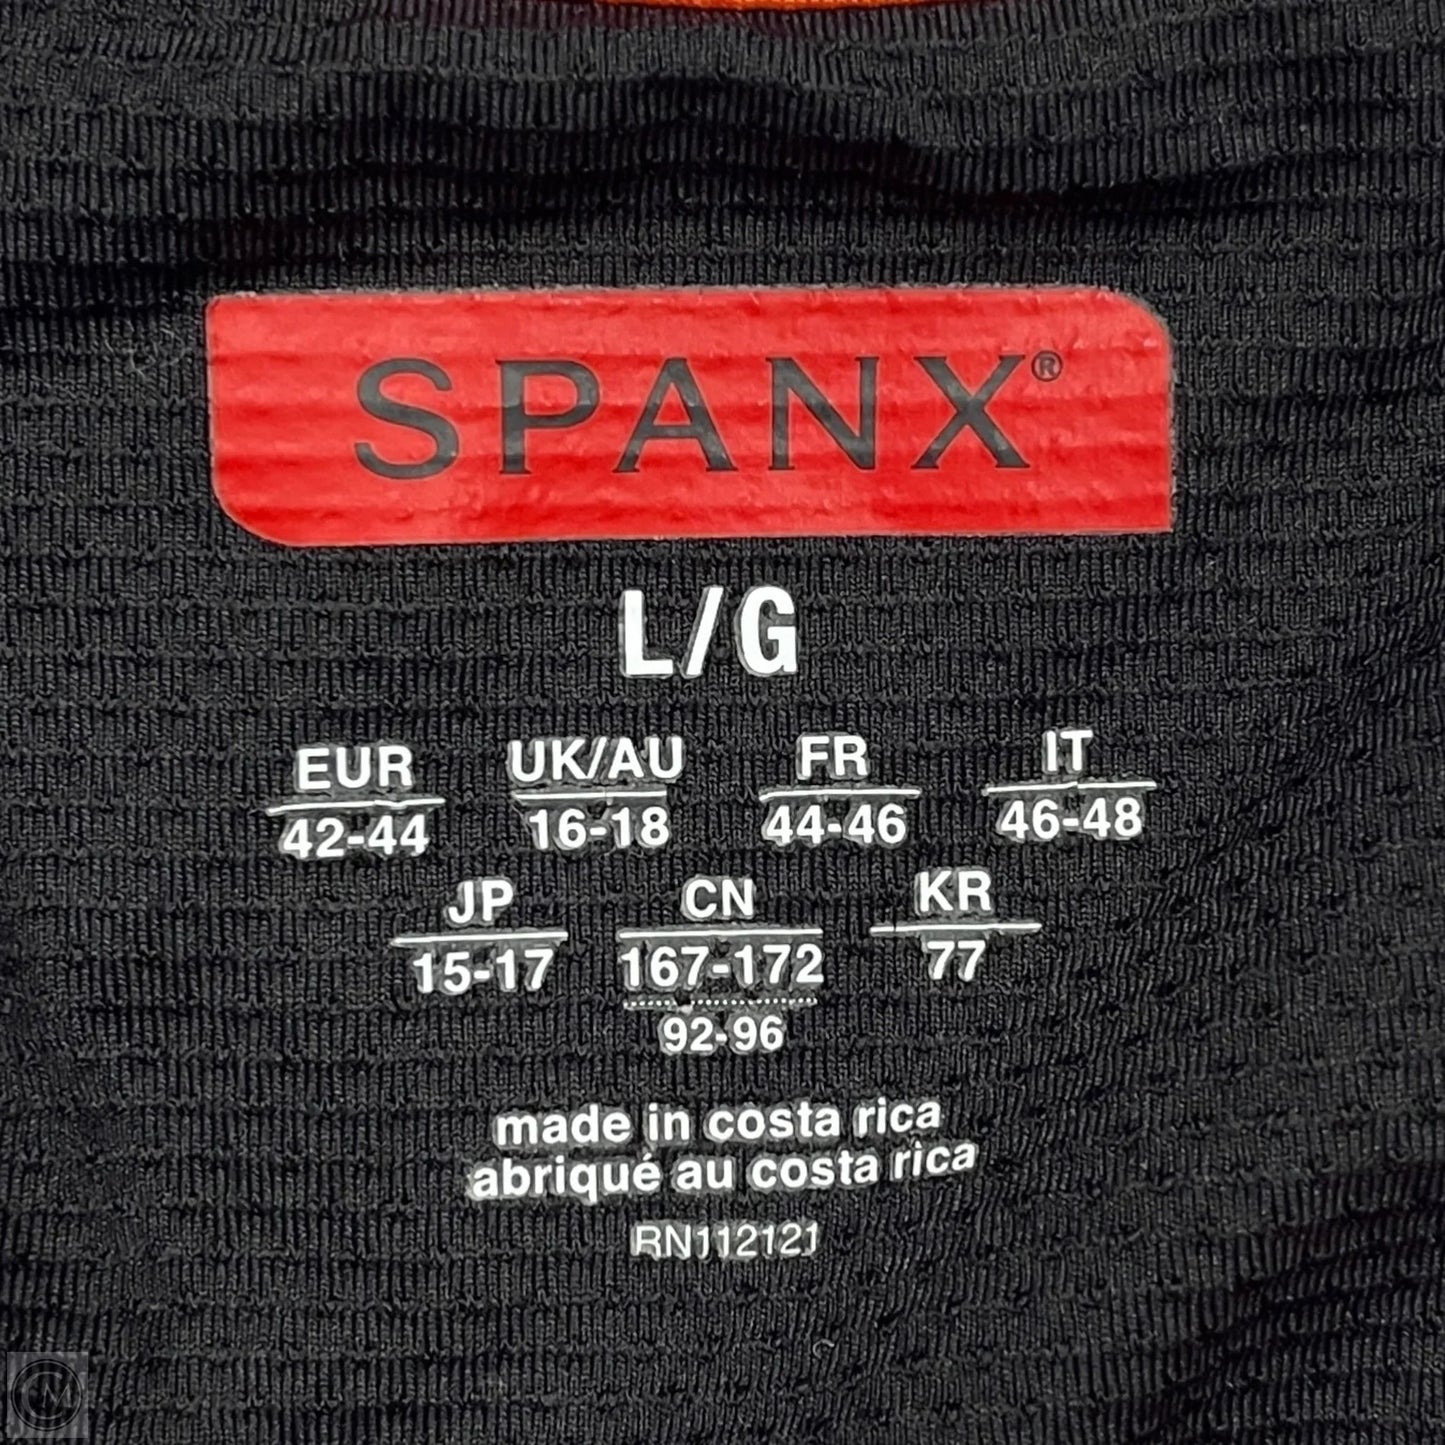 SPANX®
L/G
EUR UK/AU FR IT
42-44 16-18 44-46 46-48
JP CN KR
15-17 167-172 77
92-96
made in costa rica
abriqué au costa rica
RN112121
CM